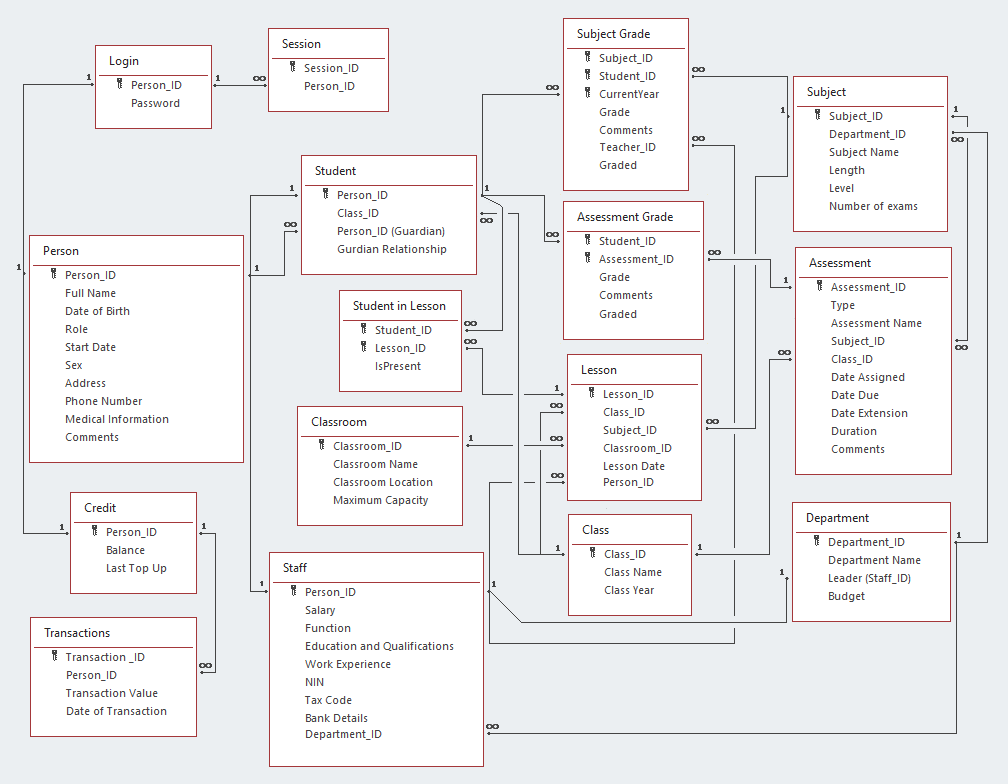 Login
Person_ID
Password
Session
Session_ID
Person_ID
Subject Grade
Subject_ID
Student_ID
CurrentYear
Grade
Comments
Teacher_ID
Graded
Subject
Subject_ID
Department_ID
Subject Name
Length
Level
Number of exams
Student
Person_ID
Class_ID
Person_ID (Guardian)
Gurdian Relationship
Assessment Grade
Student_ID
Assessment_ID
Grade
Comments
Graded
Person
Person_ID
Full Name
Date of Birth
Role
Start Date
Sex
Address
Phone Number
Medical Information
Comments
Assessment
Assessment_ID
Type
Assessment Name
Subject_ID
Class_ID
Date Assigned
Date Due
Date Extension
Duration
Comments
Student in Lesson
Student_ID
Lesson_ID
IsPresent
Lesson
Lesson_ID
Class_ID
Subject_ID
Classroom_ID
Lesson Date
Person_ID
Classroom
Classroom_ID
Classroom Name
Classroom Location
Maximum Capacity
Credit
Person_ID
Balance
Last Top Up
Class
Class_ID
Class Name
Class Year
Department
Department_ID
Department Name
Leader (Staff_ID)
Budget
Staff
Person_ID
Salary
Function
Education and Qualifications
Work Experience
NIN
Tax Code
Bank Details
Department_ID
Transactions
Transaction _ID
Person_ID
Transaction Value
Date of Transaction
1
1
∞
1
1
∞
1
1
∞
1
∞
∞
1
∞
∞
∞
1
1
∞
∞
1
∞
∞
1
∞
∞
1
∞
1
∞
∞
∞
1
1
1
∞
1
1
1
1
1
∞